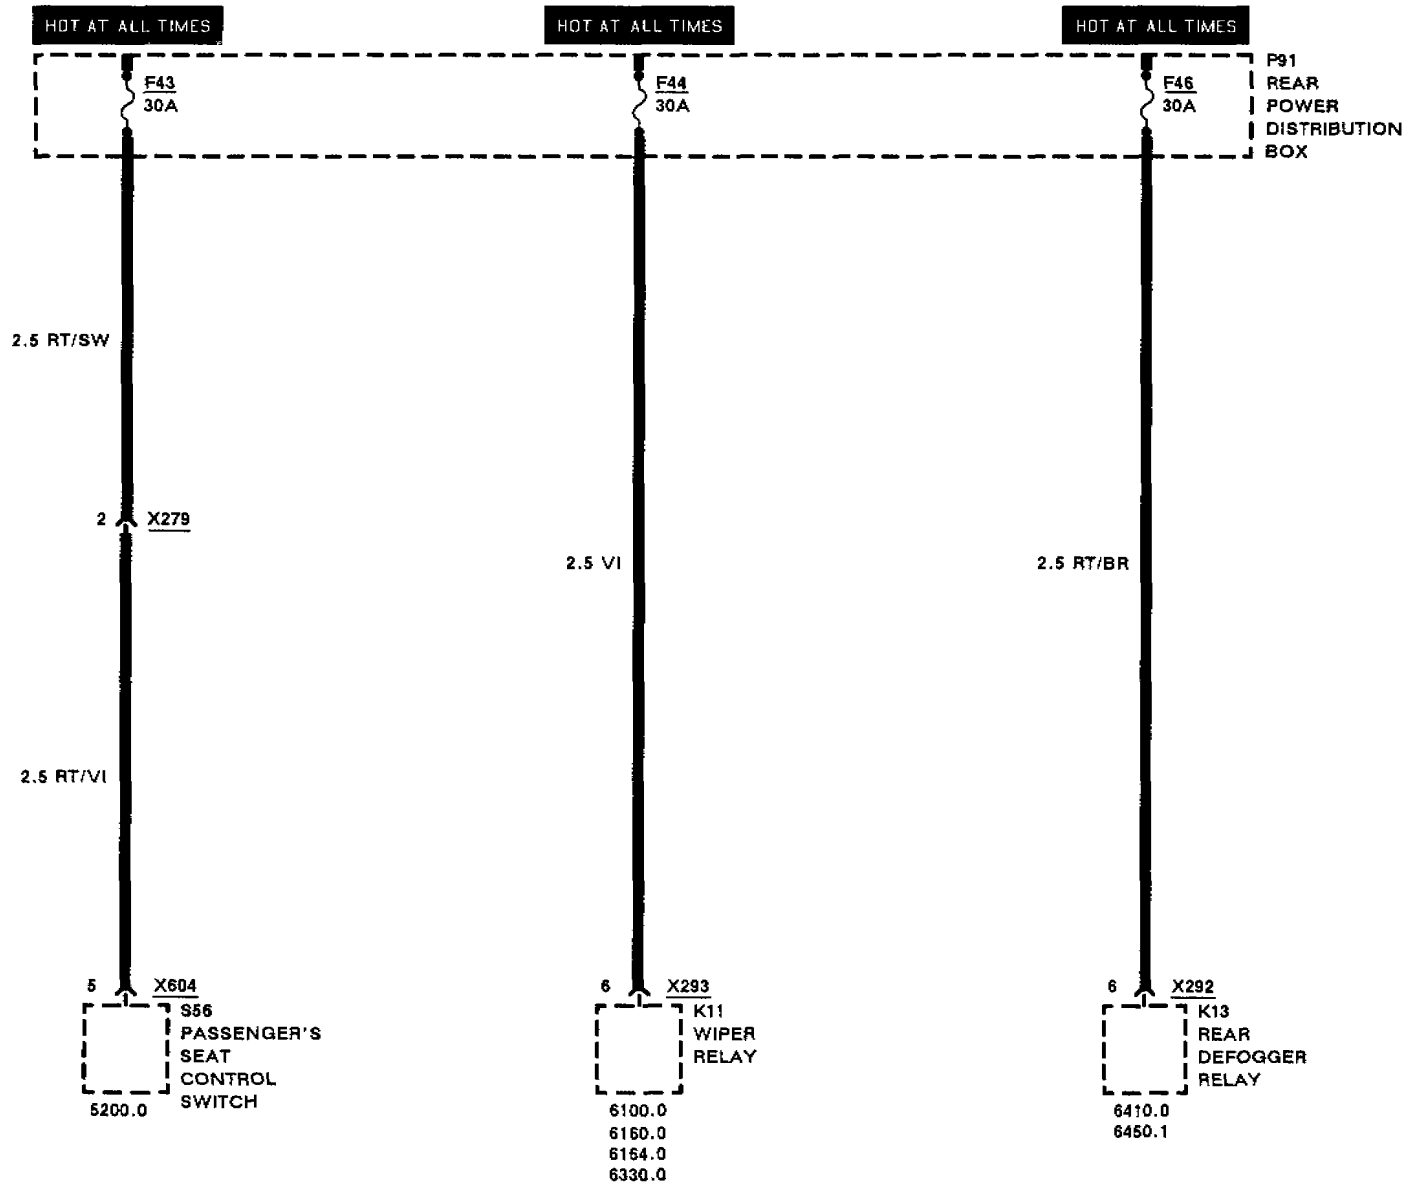 HOT AT ALL TIMES
HOT AT ALL TIMES
HOT AT ALL TIMES
F43
30A
F44
30A
F46
30A
P91
REAR
POWER
DISTRIBUTION
BOX
2.5 RT/SW
2 X279
2.5 VI
2.5 RT/BR
2.5 RT/VI
5 X604
S56
PASSENGER'S
SEAT
CONTROL
SWITCH
5200.0
6 X293
K11
WIPER
RELAY
6100.0
6160.0
6164.0
6330.0
6 X292
K13
REAR
DEFOGGER
RELAY
6410.0
6450.1